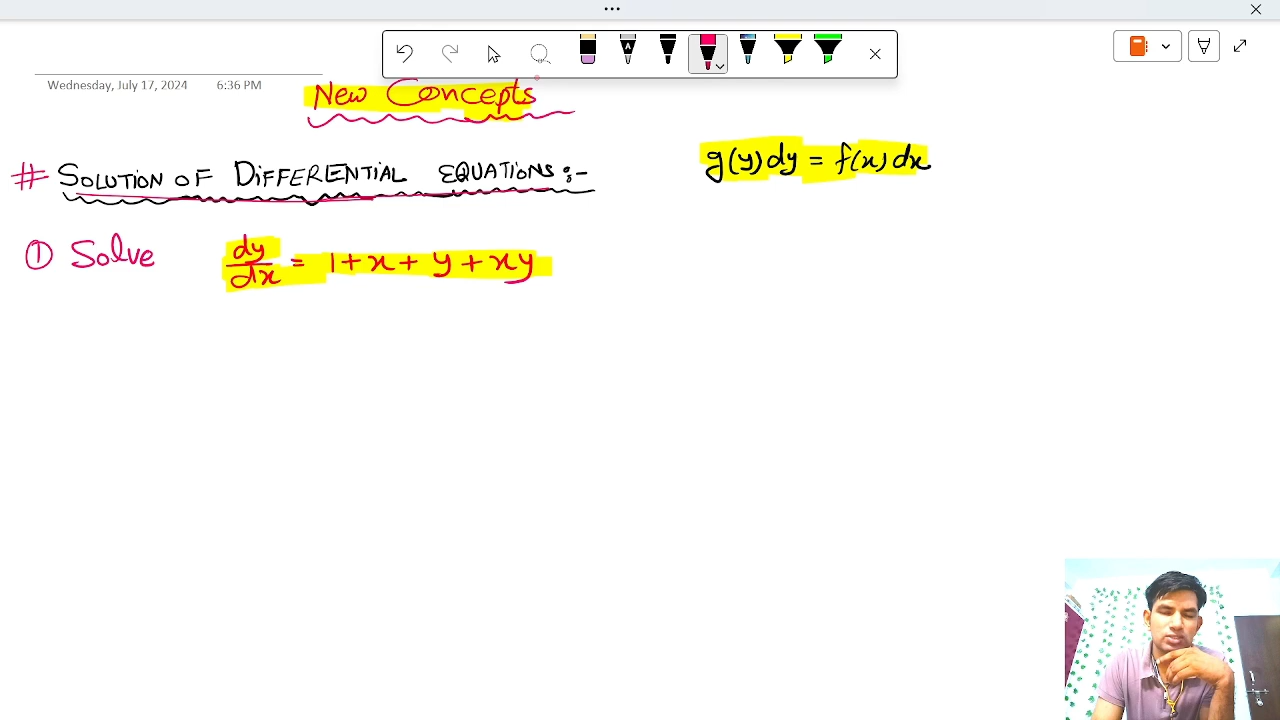 Wednesday, July 17, 2024 6:36 PM
New Concepts
# SOLUTION OF DIFFERENTIAL EQUATIONS :-
g(y) dy = f(x) dx
① Solve dy/dx = 1 + x + y + xy